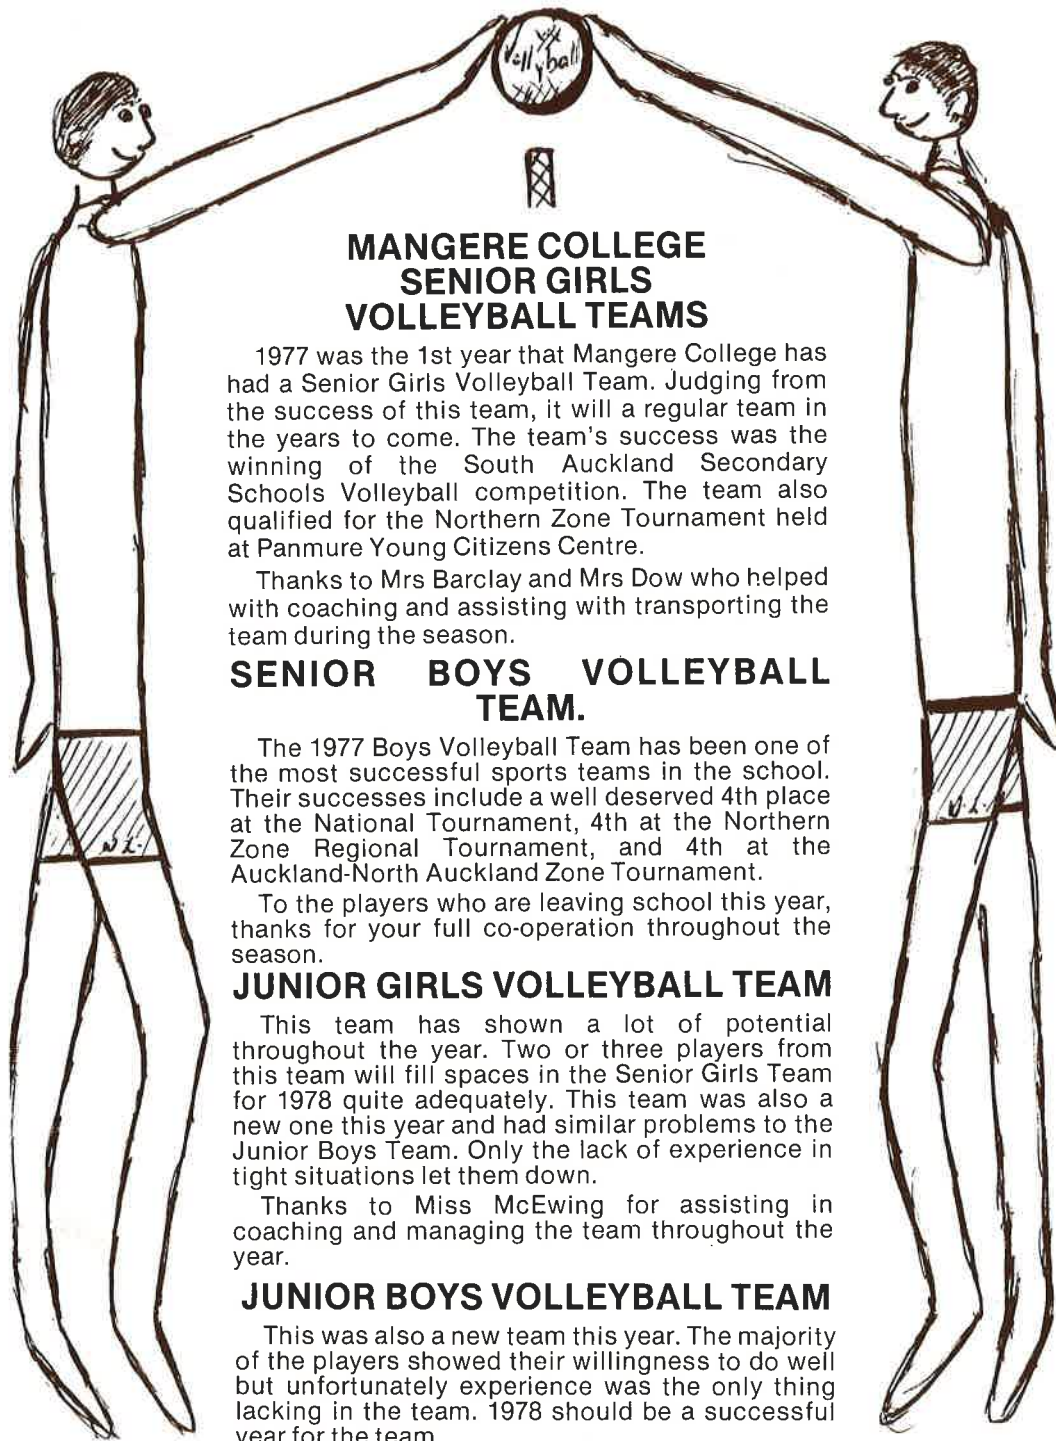 Volleyball
MANGERE COLLEGE
SENIOR GIRLS
VOLLEYBALL TEAMS
1977 was the 1st year that Mangere College has
had a Senior Girls Volleyball Team. Judging from
the success of this team, it will a regular team in
the years to come. The team's success was the
winning of the South Auckland Secondary
Schools Volleyball competition. The team also
qualified for the Northern Zone Tournament held
at Panmure Young Citizens Centre.
Thanks to Mrs Barclay and Mrs Dow who helped
with coaching and assisting with transporting the
team during the season.
SENIOR BOYS VOLLEYBALL
TEAM.
The 1977 Boys Volleyball Team has been one of
the most successful sports teams in the school.
Their successes include a well deserved 4th place
at the National Tournament, 4th at the Northern
Zone Regional Tournament, and 4th at the
Auckland-North Auckland Zone Tournament.
To the players who are leaving school this year,
thanks for your full co-operation throughout the
season.
JUNIOR GIRLS VOLLEYBALL TEAM
This team has shown a lot of potential
throughout the year. Two or three players from
this team will fill spaces in the Senior Girls Team
for 1978 quite adequately. This team was also a
new one this year and had similar problems to the
Junior Boys Team. Only the lack of experience in
tight situations let them down.
Thanks to Miss McEwing for assisting in
coaching and managing the team throughout the
year.
JUNIOR BOYS VOLLEYBALL TEAM
This was also a new team this year. The majority
of the players showed their willingness to do well
but unfortunately experience was the only thing
lacking in the team. 1978 should be a successful
year for the team